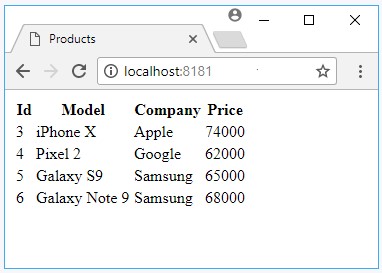 Products
localhost:8181
Id Model Company Price
3 iPhone X Apple 74000
4 Pixel 2 Google 62000
5 Galaxy S9 Samsung 65000
6 Galaxy Note 9 Samsung 68000